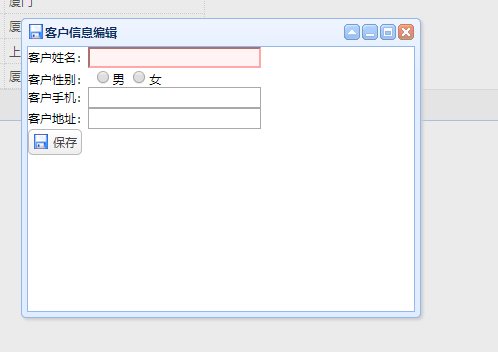 厦门
厦
上
厦
客户信息编辑
客户姓名:
客户性别: 男 女
客户手机:
客户地址:
保存